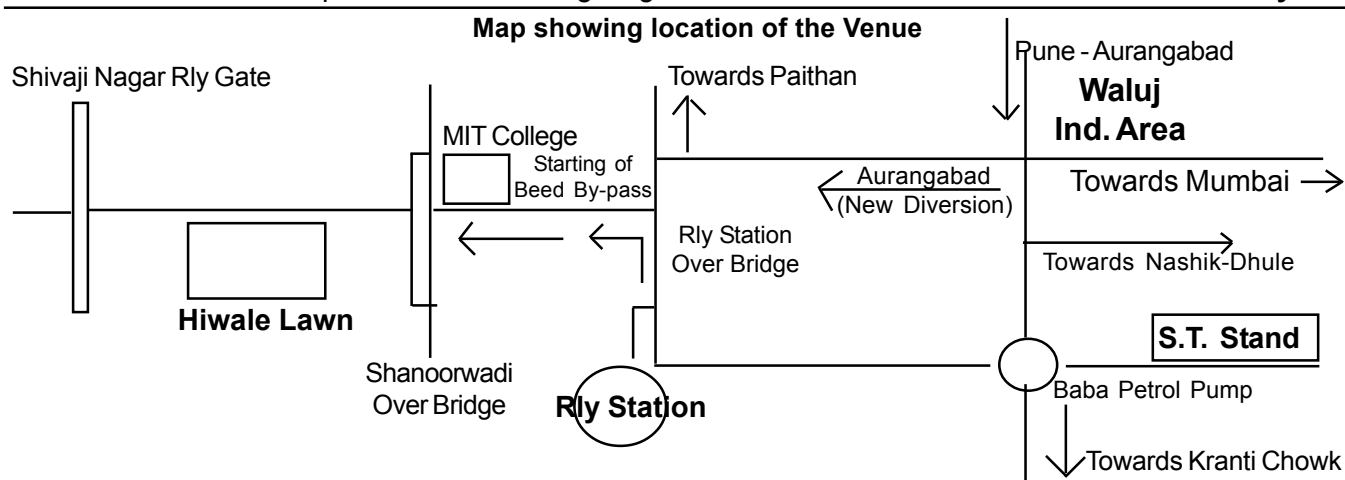 Map showing location of the Venue
Shivaji Nagar Rly Gate
Towards Paithan
Pune - Aurangabad
Waluj
Ind. Area
MIT College
Starting of
Beed By-pass
Aurangabad
(New Diversion)
Towards Mumbai
Rly Station
Over Bridge
Towards Nashik-Dhule
Hiwale Lawn
S.T. Stand
Shanoorwadi
Over Bridge
Rly Station
Baba Petrol Pump
Towards Kranti Chowk